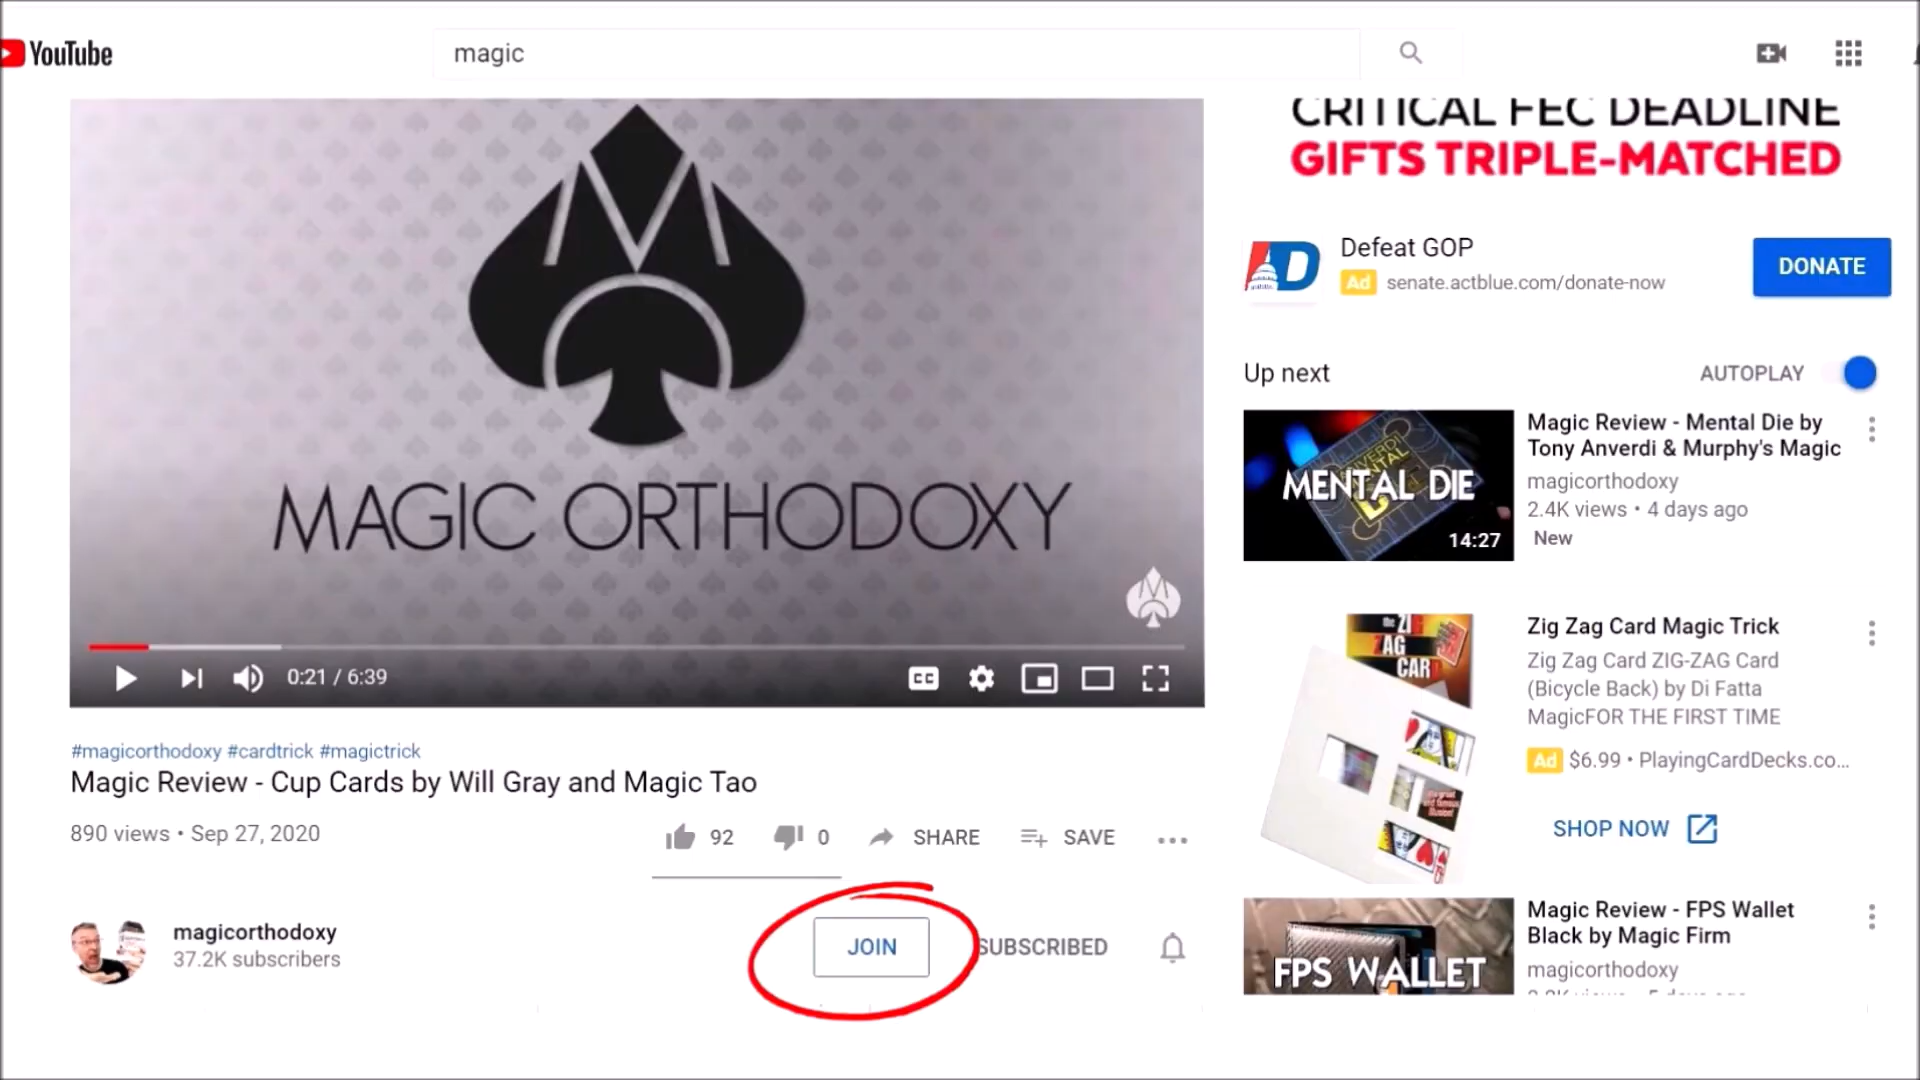 YouTube
magic
MAGIC ORTHODOXY
0:21 / 6:39
CC
#magicorthodoxy #cardtrick #magictrick
Magic Review - Cup Cards by Will Gray and Magic Tao
890 views • Sep 27, 2020
92
0
SHARE
SAVE
magicorthodoxy
37.2K subscribers
JOIN
SUBSCRIBED
CRITICAL FEC DEADLINE
GIFTS TRIPLE-MATCHED
Defeat GOP
Ad senate.actblue.com/donate-now
DONATE
Up next
AUTOPLAY
MENTAL DIE
14:27
Magic Review - Mental Die by
Tony Anverdi & Murphy's Magic
magicorthodoxy
2.4K views • 4 days ago
New
the ZIG
ZAG
CARD
Zig Zag Card Magic Trick
Zig Zag Card ZIG-ZAG Card
(Bicycle Back) by Di Fatta
MagicFOR THE FIRST TIME
Ad $6.99 • PlayingCardDecks.co...
SHOP NOW
FPS WALLET
Magic Review - FPS Wallet
Black by Magic Firm
magicorthodoxy